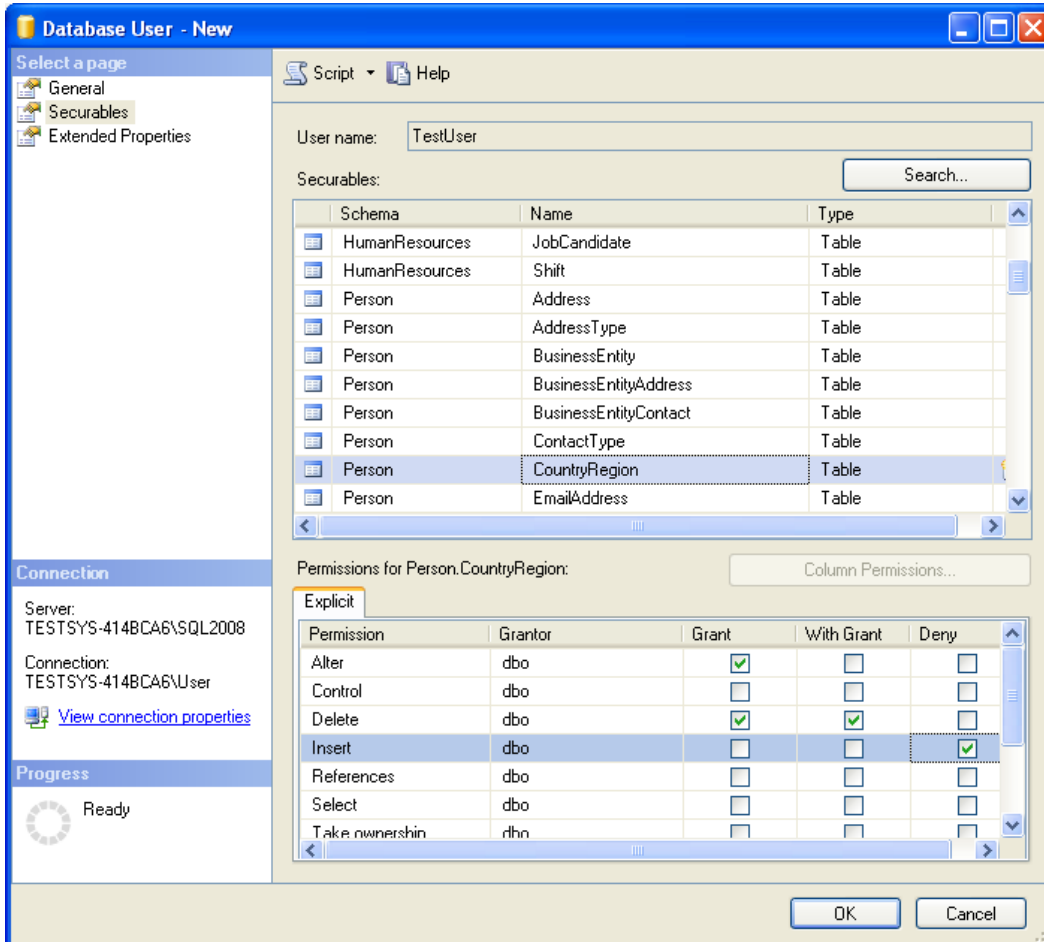 Database User - New
Select a page
General
Securables
Extended Properties
Script Help
User name: TestUser
Securables: Search...
Schema Name Type
HumanResources JobCandidate Table
HumanResources Shift Table
Person Address Table
Person AddressType Table
Person BusinessEntity Table
Person BusinessEntityAddress Table
Person BusinessEntityContact Table
Person ContactType Table
Person CountryRegion Table
Person EmailAddress Table
Connection
Server:
TESTSYS-414BCA6\SQL2008
Connection:
TESTSYS-414BCA6\User
View connection properties
Progress
Ready
Permissions for Person.CountryRegion: Column Permissions...
Explicit
Permission Grantor Grant With Grant Deny
Alter dbo
Control dbo
Delete dbo
Insert dbo
References dbo
Select dbo
Take ownership dbo
OK Cancel